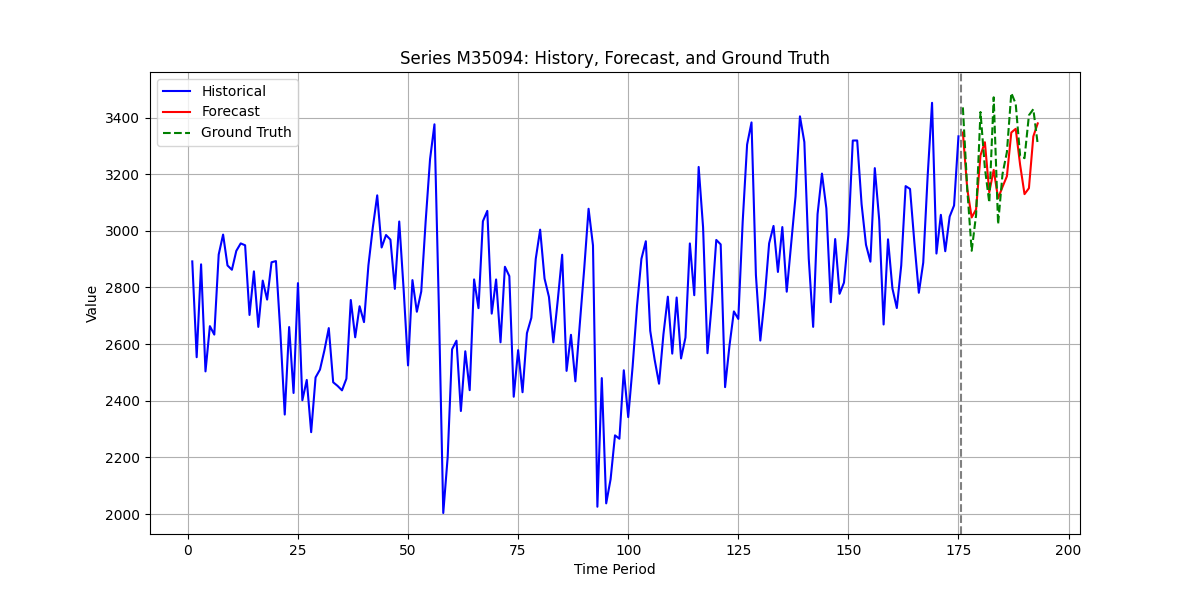 Series M35094: History, Forecast, and Ground Truth
Historical
Forecast
Ground Truth
3400
3200
3000
2800
2600
2400
2200
2000
Value
0 25 50 75 100 125 150 175 200
Time Period